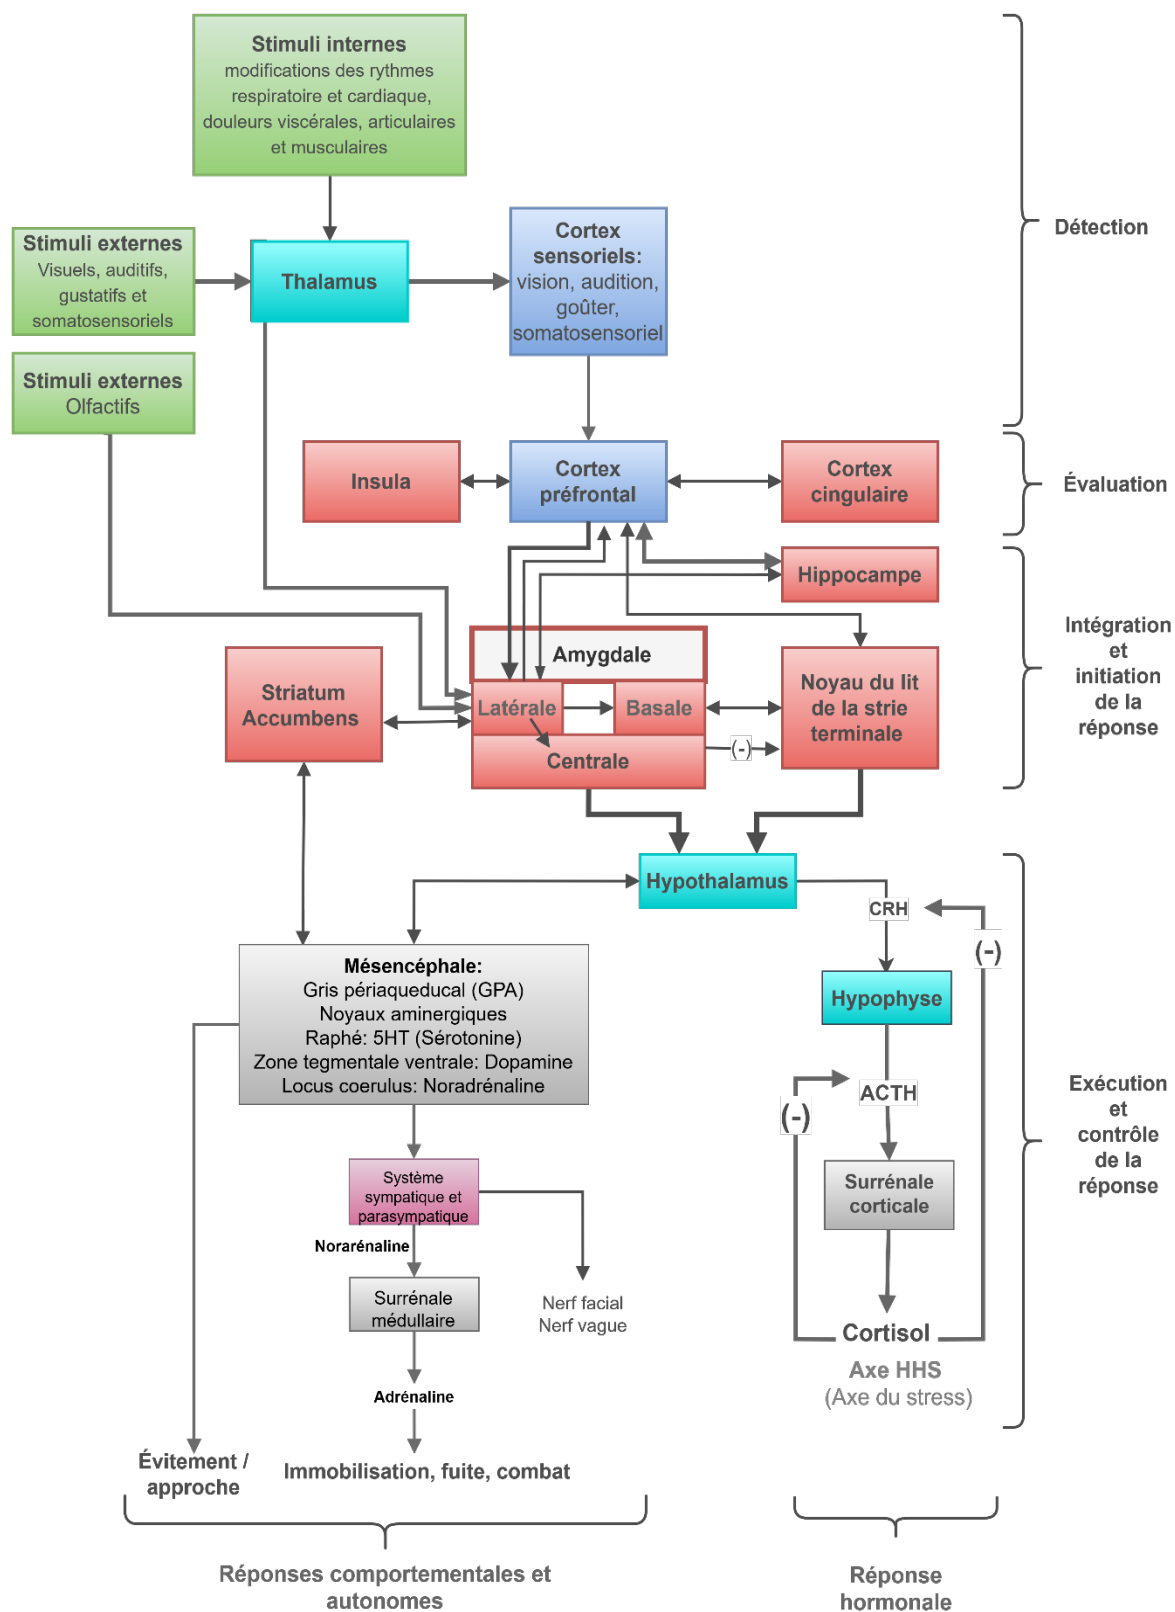 Stimuli internes
modifications des rythmes
respiratoire et cardiaque,
douleurs viscérales, articulaires
et musculaires
Détection
Stimuli externes
Visuels, auditifs,
gustatifs et
somatosensoriels
Thalamus
Cortex
sensoriels:
vision, audition,
goûter,
somatosensoriel
Stimuli externes
Olfactifs
Insula
Cortex
préfrontal
Cortex
cingulaire
Évaluation
Hippocampe
Intégration
et
initiation
de la
réponse
Amygdale
Latérale
Basale
Centrale
Striatum
Accumbens
Noyau du lit
de la strie
terminale
(-)
Hypothalamus
CRH
(-)
Hypophyse
ACTH
(-)
Surrénale
corticale
Cortisol
Axe HHS
(Axe du stress)
Exécution
et
contrôle
de la
réponse
Mésencéphale:
Gris périaqueducal (GPA)
Noyaux aminergiques
Raphé: 5HT (Sérotonine)
Zone tegmentale ventrale: Dopamine
Locus coerulus: Noradrénaline
Système
sympatique et
parasympatique
Norarénaline
Surrénale
médullaire
Nerf facial
Nerf vague
Adrénaline
Évitement /
approche
Immobilisation, fuite, combat
Réponses comportementales et
autonomes
Réponse
hormonale